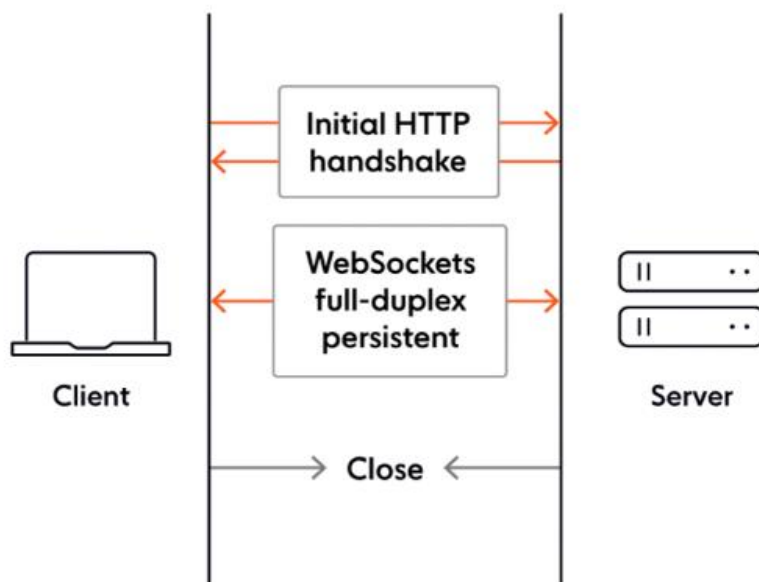 Initial HTTP
handshake
WebSockets
full-duplex
persistent
Client
Server
Close